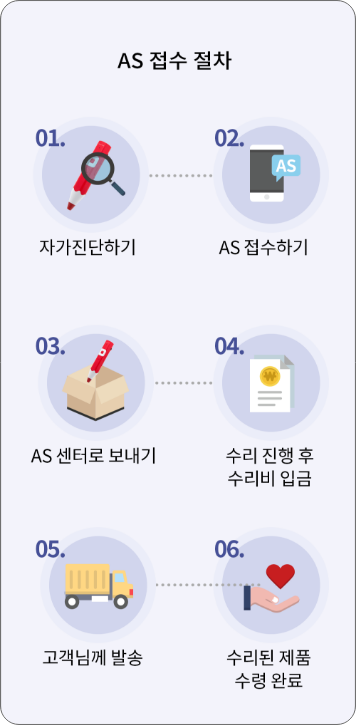 AS 접수 절차
01.
자가진단하기
02.
AS
AS 접수하기
03.
AS 센터로 보내기
04.
₩
수리 진행 후
수리비 입금
05.
고객님께 발송
06.
수리된 제품
수령 완료